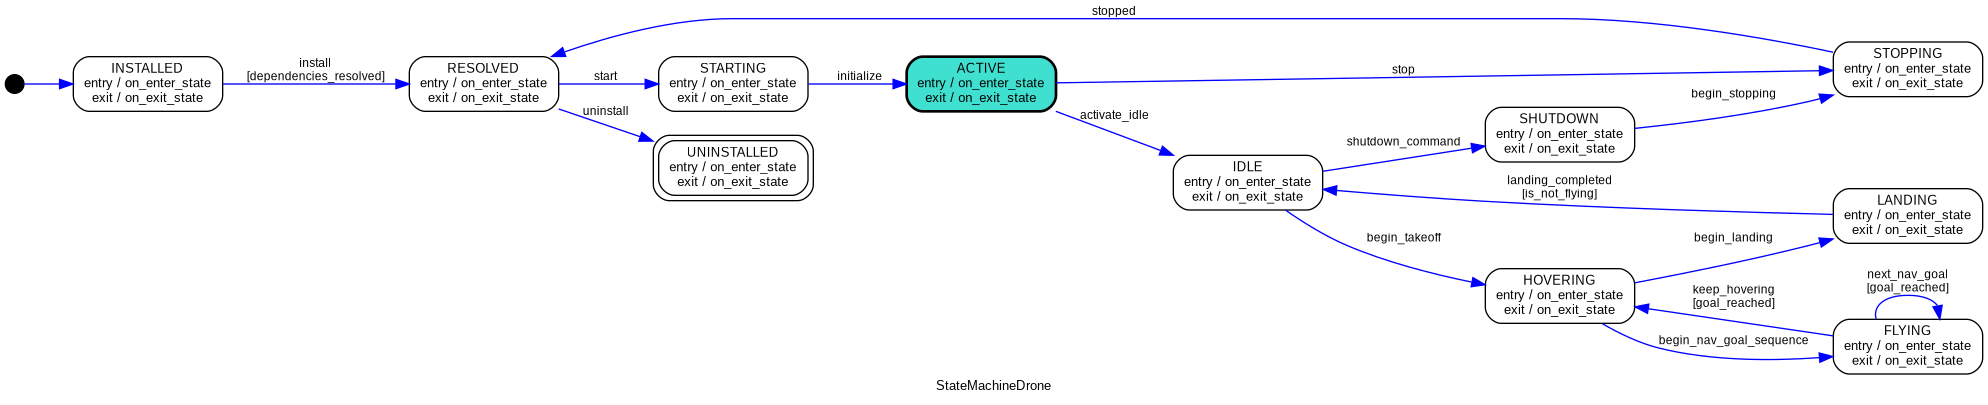 stopped
INSTALLED
entry / on_enter_state
exit / on_exit_state
install
[dependencies_resolved]
RESOLVED
entry / on_enter_state
exit / on_exit_state
start
uninstall
STARTING
entry / on_enter_state
exit / on_exit_state
UNINSTALLED
entry / on_enter_state
exit / on_exit_state
initialize
ACTIVE
entry / on_enter_state
exit / on_exit_state
stop
activate_idle
IDLE
entry / on_enter_state
exit / on_exit_state
shutdown_command
SHUTDOWN
entry / on_enter_state
exit / on_exit_state
begin_stopping
STOPPING
entry / on_enter_state
exit / on_exit_state
landing_completed
[is_not_flying]
LANDING
entry / on_enter_state
exit / on_exit_state
begin_takeoff
begin_landing
HOVERING
entry / on_enter_state
exit / on_exit_state
keep_hovering
[goal_reached]
next_nav_goal
[goal_reached]
begin_nav_goal_sequence
FLYING
entry / on_enter_state
exit / on_exit_state
StateMachineDrone